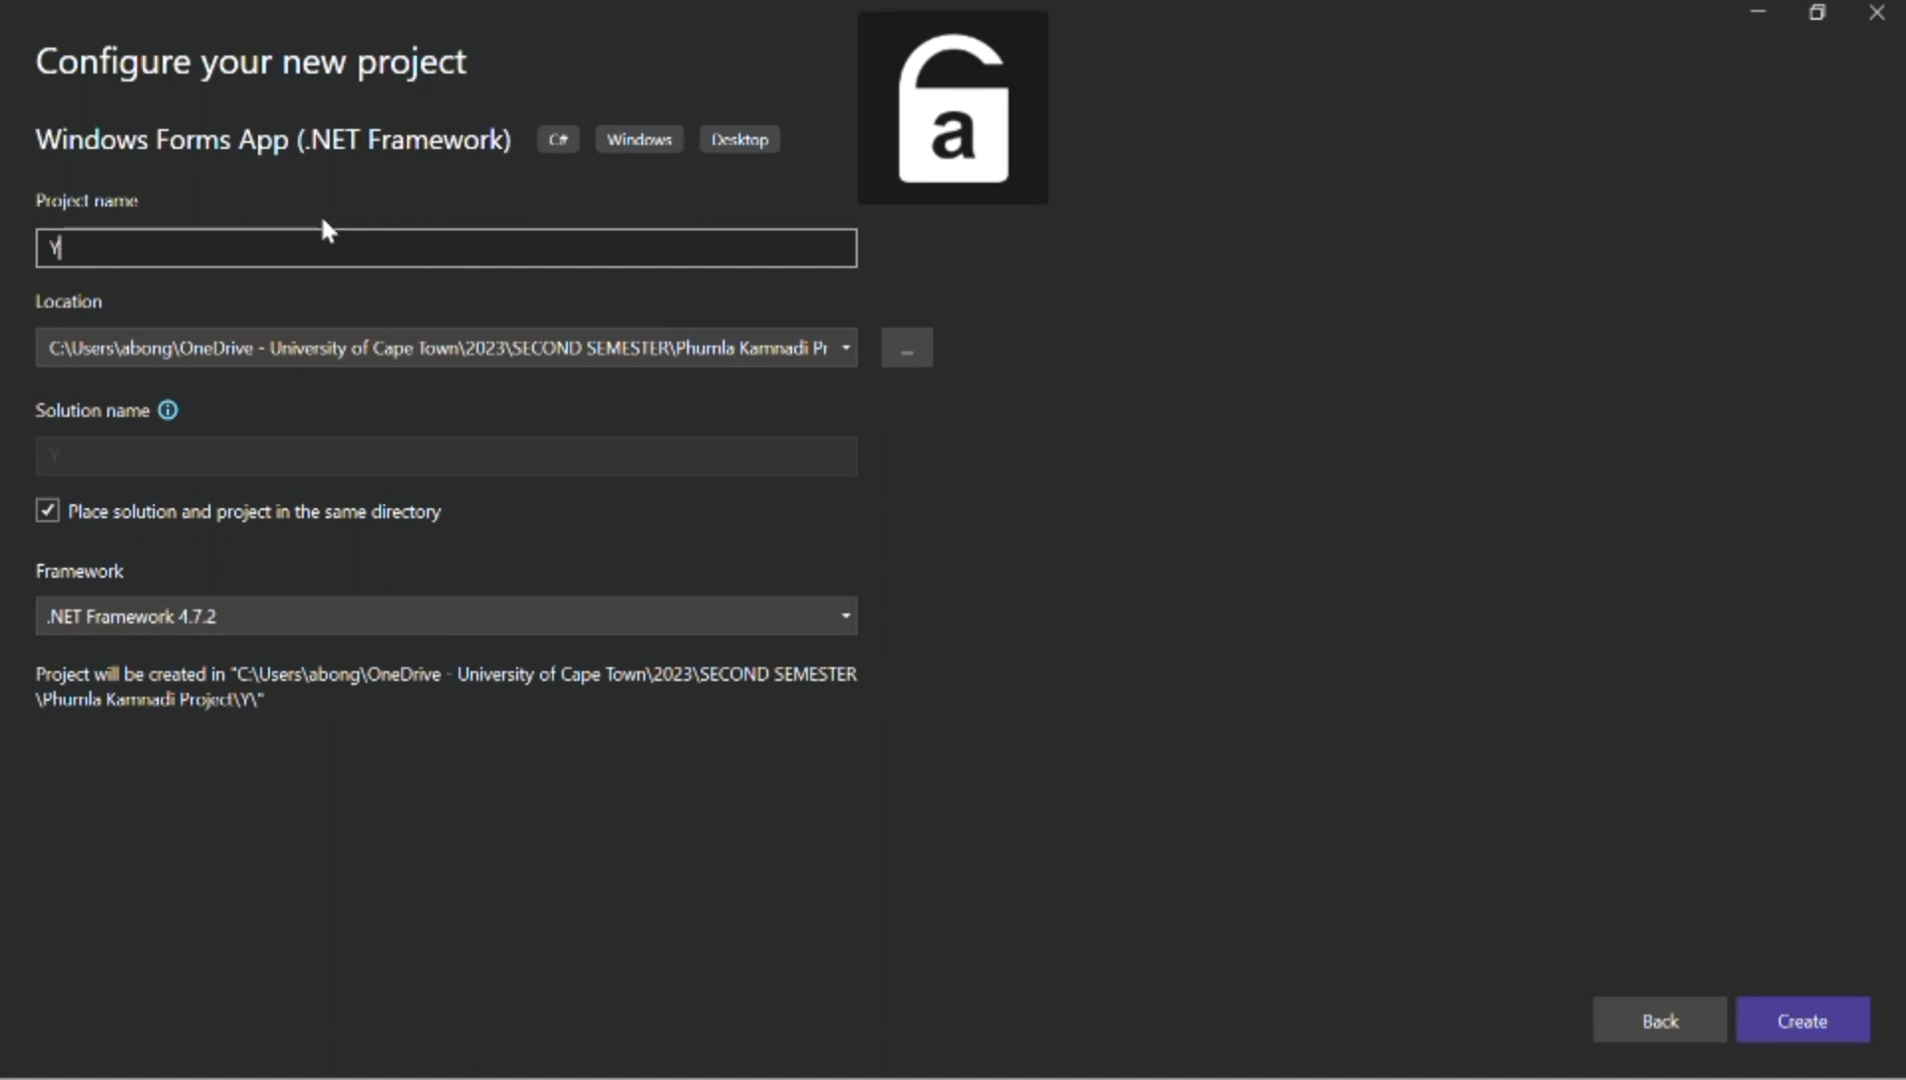 Configure your new project
Windows Forms App (.NET Framework) C# Windows Desktop
a
Project name
Y
Location
C:\Users\abong\OneDrive - University of Cape Town\2023\SECOND SEMESTER\Phumla Kamnadi Pr ...
Solution name
Y
Place solution and project in the same directory
Framework
.NET Framework 4.7.2
Project will be created in "C:\Users\abong\OneDrive - University of Cape Town\2023\SECOND SEMESTER
\Phumla Kamnadi Project\Y\"
Back Create